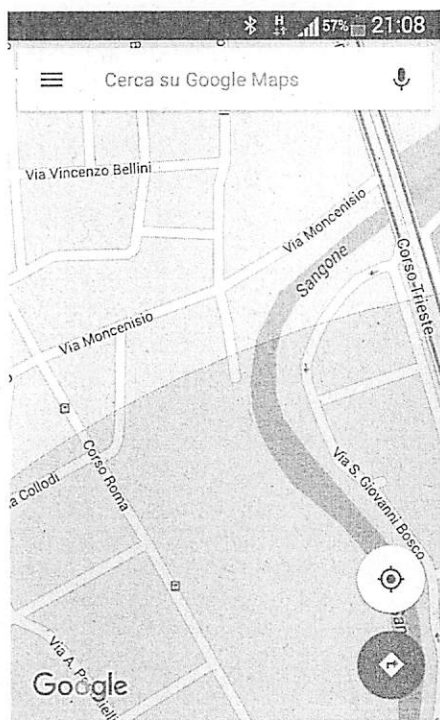 H
57%
21:08
Cerca su Google Maps
Via Vincenzo Bellini
Via Moncenisio
Sangone
Corso Trieste
Via Moncenisio
Corso Roma
Via S. Giovanni Bosco
Collodi
Via A.
Google